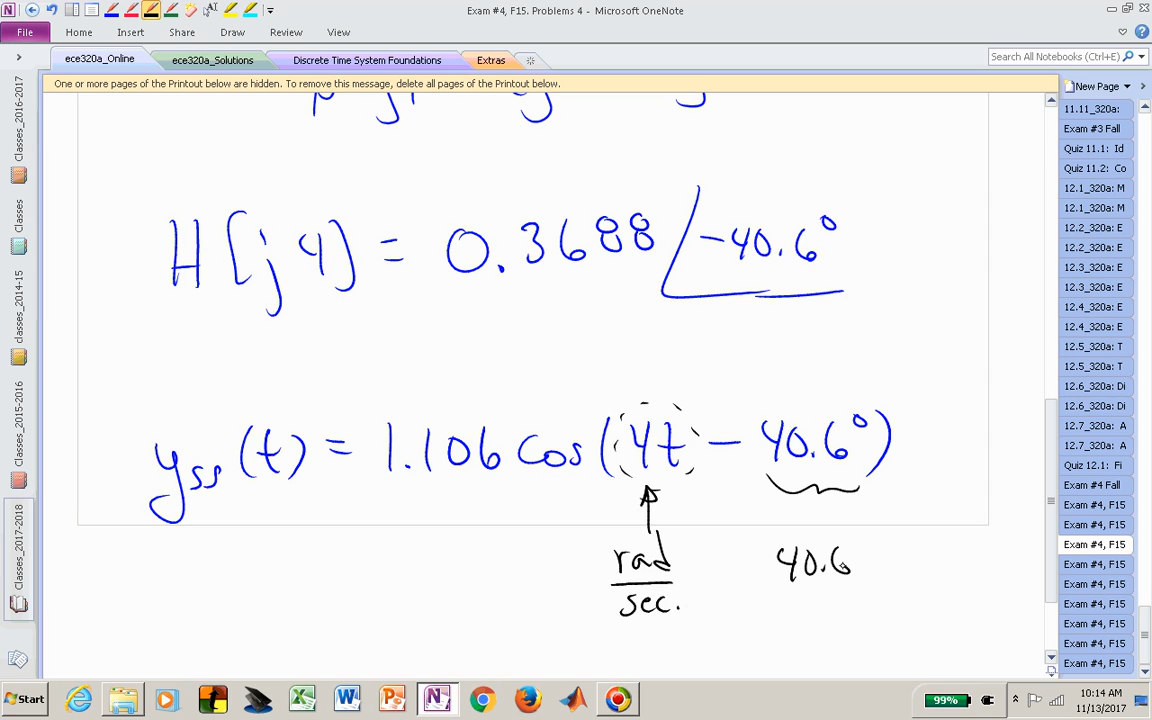 Exam #4, F15. Problems 4 - Microsoft OneNote
File Home Insert Share Draw Review View
ece320a_Online ece320a_Solutions Discrete Time System Foundations Extras
Search All Notebooks (Ctrl+E)
One or more pages of the Printout below are hidden. To remove this message, delete all pages of the Printout below.
New Page
Classes_2016-2017
Classes
classes_2014-15
Classes_2015-2016
Classes_2017-2018
H[j4] = 0.3688 ∠-40.6°
yss(t) = 1.106 cos(4t - 40.6°)
rad
sec.
40.6
11.11_320a:
Exam #3 Fall
Quiz 11.1: Id
Quiz 11.2: Co
12.1_320a: M
12.1_320a: M
12.2_320a: E
12.2_320a: E
12.3_320a: E
12.3_320a: E
12.4_320a: E
12.4_320a: E
12.5_320a: T
12.5_320a: T
12.6_320a: Di
12.6_320a: Di
12.7_320a: A
12.7_320a: A
Quiz 12.1: Fi
Exam #4 Fall
Exam #4, F15
Exam #4, F15
Exam #4, F15
Exam #4, F15
Exam #4, F15
Exam #4, F15
Exam #4, F15
Exam #4, F15
Exam #4, F15
Start
99%
10:14 AM
11/13/2017